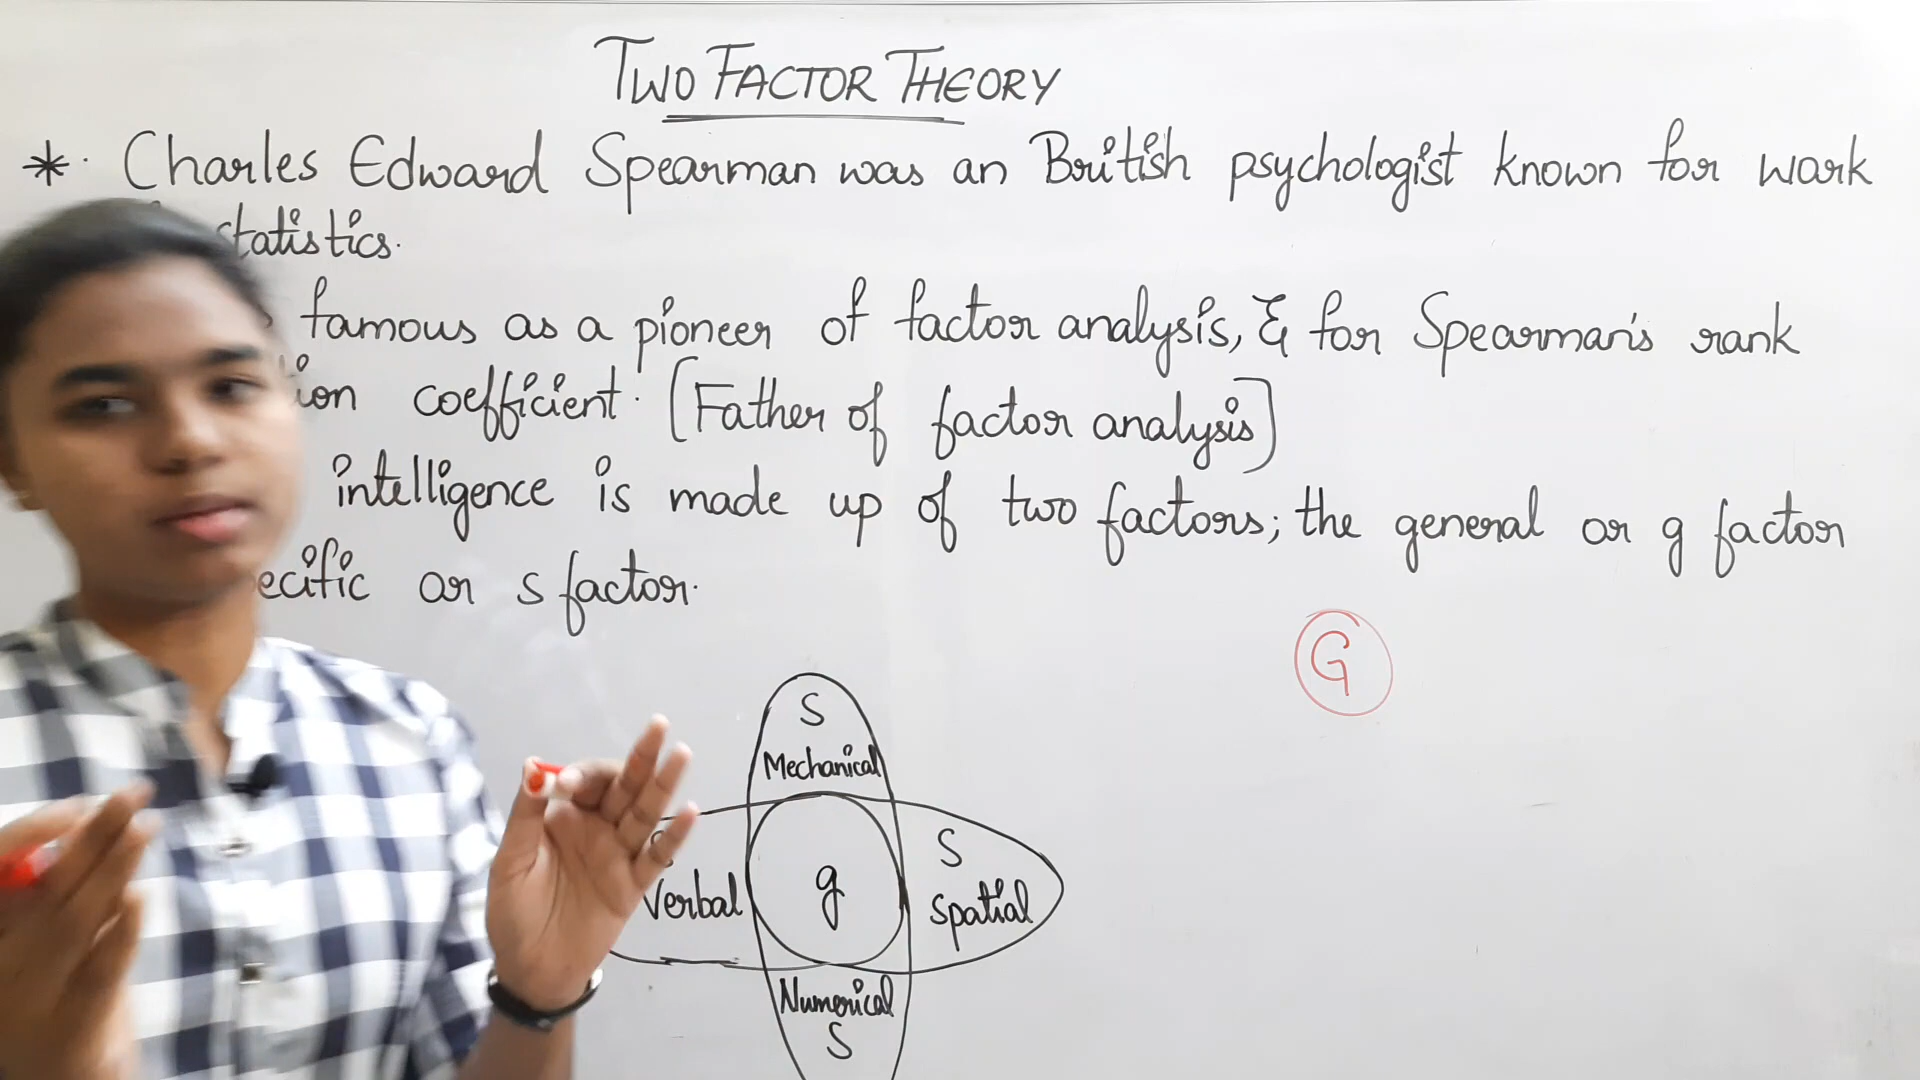 TWO FACTOR THEORY
* Charles Edward Spearman was an British psychologist known for work
statistics.
famous as a pioneer of factor analysis, & for Spearman's rank
coefficient. [Father of factor analysis]
intelligence is made up of two factors; the general or g factor
or s factor.
G
S
Mechanical
S
Verbal
g
Spatial
Numerical
S